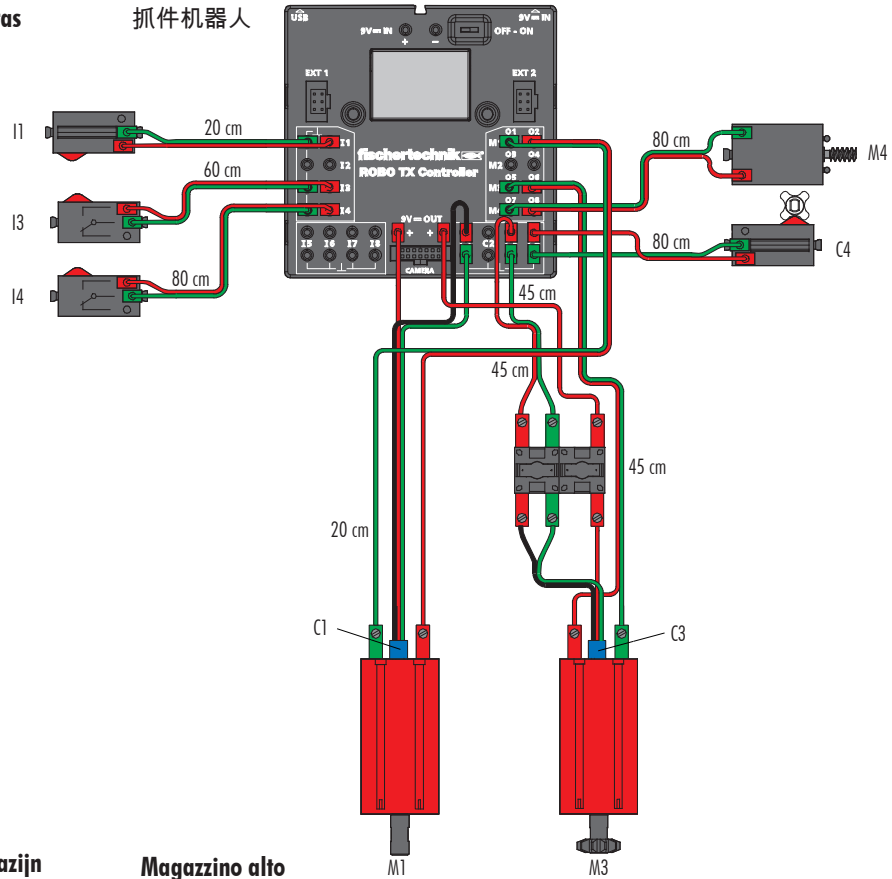 as
抓件机器人
USB
9V IN
9V IN
+ −
OFF - ON
EXT 1
EXT 2
I1
20 cm
I1
O1 O2
M1
80 cm
M4
fischertechnik
I2
O3 O4
M2
ROBO TX Controller
60 cm
I3
I3
O5 O6
M3
I4
O7 O8
M4
9V OUT
+ +
I5 I6 I7 I8
C2
CAMERA
80 cm
C4
I4
80 cm
45 cm
45 cm
45 cm
20 cm
C1
C3
azijn
Magazzino alto
M1
M3